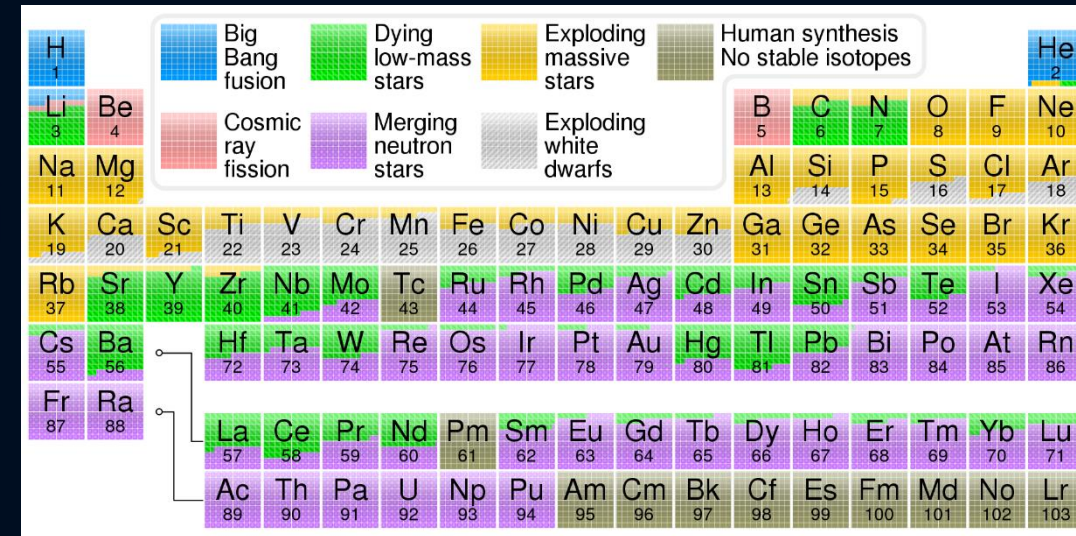 H
1
Big
Bang
fusion
Dying
low-mass
stars
Exploding
massive
stars
Human synthesis
No stable isotopes
He
2
Li
3
Be
4
Cosmic
ray
fission
Merging
neutron
stars
Exploding
white
dwarfs
B C N O F Ne
5 6 7 8 9 10
Na Mg Al Si P S Cl Ar
11 12 13 14 15 16 17 18
K Ca Sc Ti V Cr Mn Fe Co Ni Cu Zn Ga Ge As Se Br Kr
19 20 21 22 23 24 25 26 27 28 29 30 31 32 33 34 35 36
Rb Sr Y Zr Nb Mo Tc Ru Rh Pd Ag Cd In Sn Sb Te I Xe
37 38 39 40 41 42 43 44 45 46 47 48 49 50 51 52 53 54
Cs Ba Hf Ta W Re Os Ir Pt Au Hg Tl Pb Bi Po At Rn
55 56 72 73 74 75 76 77 78 79 80 81 82 83 84 85 86
Fr Ra
87 88
La Ce Pr Nd Pm Sm Eu Gd Tb Dy Ho Er Tm Yb Lu
57 58 59 60 61 62 63 64 65 66 67 68 69 70 71
Ac Th Pa U Np Pu Am Cm Bk Cf Es Fm Md No Lr
89 90 91 92 93 94 95 96 97 98 99 100 101 102 103